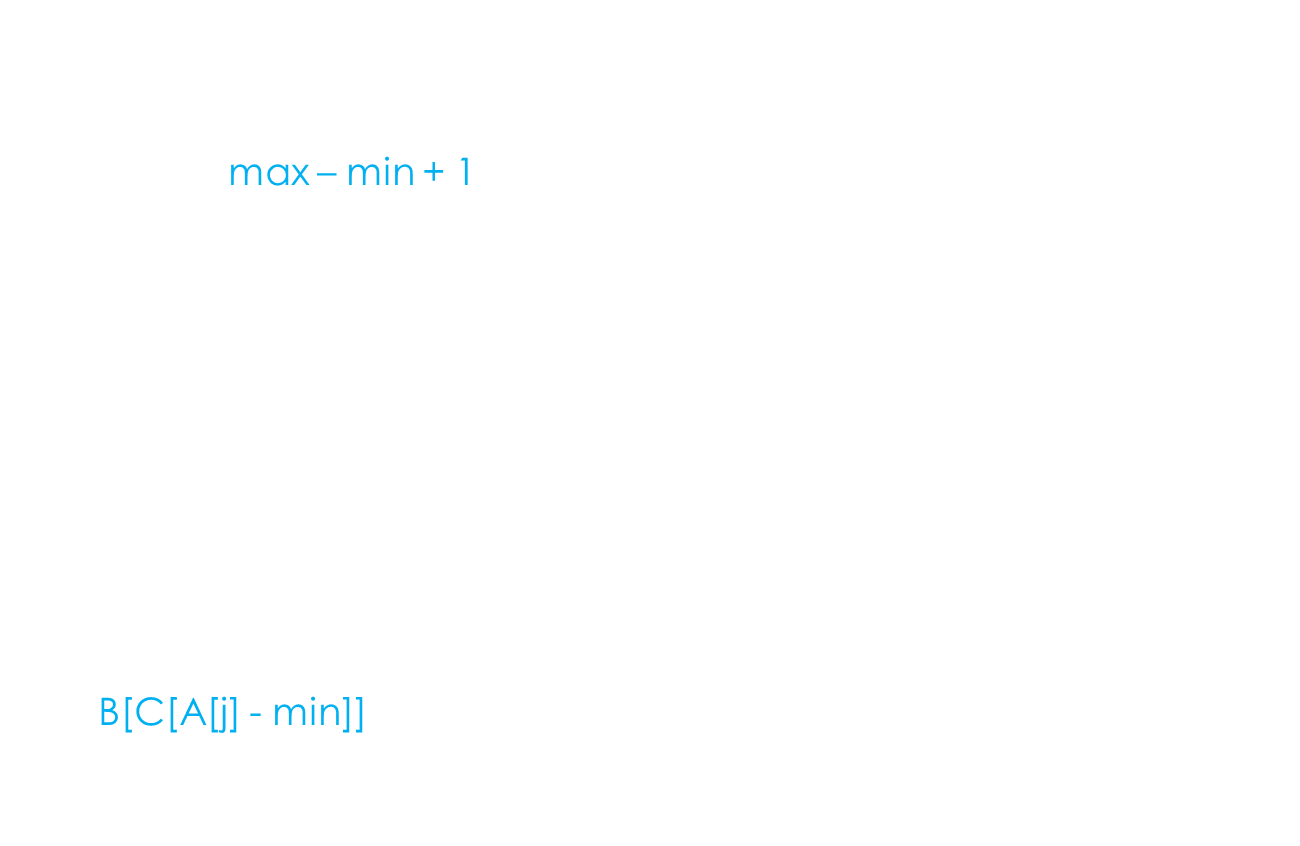 max – min + 1
B[C[A[j] - min]]